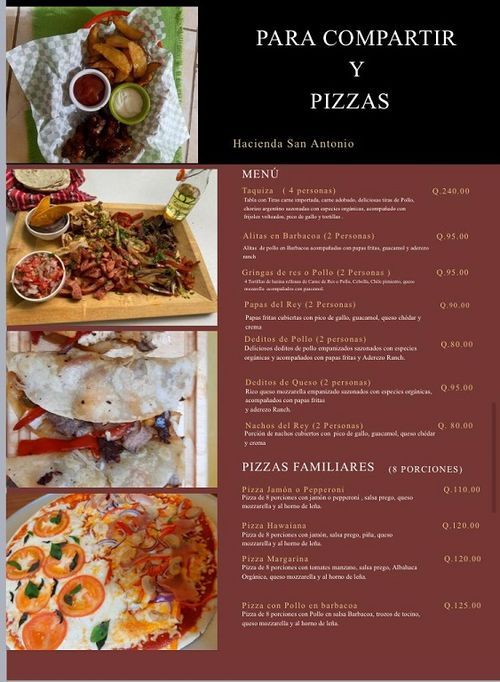 PARA COMPARTIR
Y
PIZZAS
Hacienda San Antonio
MENÚ
Taquiza ( 4 personas) Q.240.00
Tabla con Tiras carne importada, carne adobado, deliciosas tiras de Pollo,
chorizo argentino sazonadas con especies orgánicas, acompañado con
frijoles volteados, pico de gallo y tortillas .
Alitas en Barbacoa (2 Personas) Q.95.00
Alitas de pollo en Barbacoa acompañadas con papas fritas, guacamol y aderezo
ranch
Gringas de res o Pollo (2 Personas ) Q.95.00
4 Tortillas de harina rellenas de Carne de Res o Pollo, Cebolla, Chile pimiento, queso
mozarella acompañados con guacamol.
Papas del Rey (2 Personas) Q.90.00
Papas fritas cubiertas con pico de gallo, guacamol, queso chédar y
crema
Deditos de Pollo (2 personas) Q.80.00
Deliciosos deditos de pollo empanizados sazonados con especies
orgánicas y acompañados con papas fritas y Aderezo Ranch.
Deditos de Queso (2 personas) Q.95.00
Rico queso mozzarella empanizado sazonados con especies orgánicas,
acompañados con papas fritas
y aderezo Ranch.
Nachos del Rey (2 Personas) Q. 80.00
Porción de nachos cubiertos con pico de gallo, guacamol, queso chédar
y crema
PIZZAS FAMILIARES (8 PORCIONES)
Pizza Jamón o Pepperoni Q.110.00
Pizza de 8 porciones con jamón o pepperoni , salsa prego, queso
mozzarella y al horno de leña.
Pizza Hawaiana Q.120.00
Pizza de 8 porciones con jamón, salsa prego, piña, queso
mozzarella y al horno de leña.
Pizza Margarina Q.120.00
Pizza de 8 porciones con tomates manzano, salsa prego, Albahaca
Orgánica, queso mozzarella y al horno de leña.
Pizza con Pollo en barbacoa Q.125.00
Pizza de 8 porciones con Pollo en salsa Barbacoa, trozos de tocino,
queso mozzarella y al horno de leña.